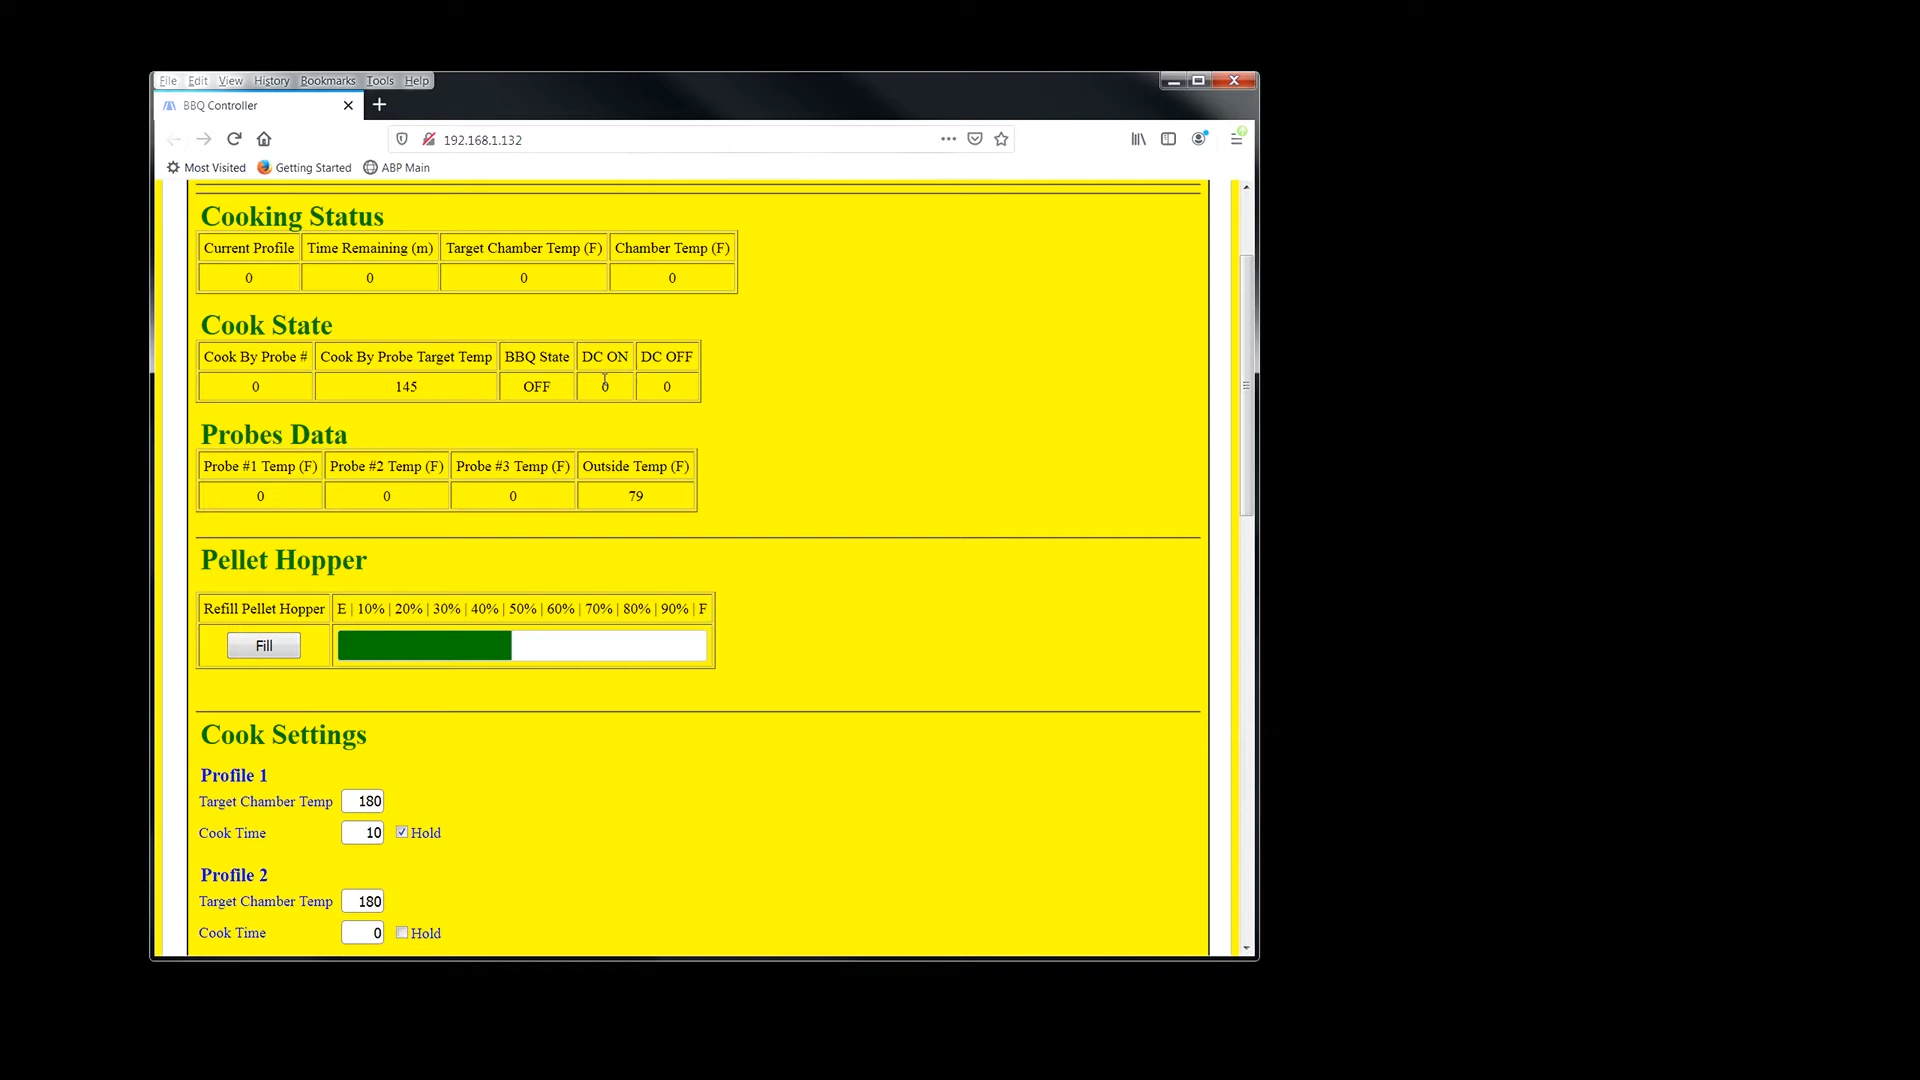 File Edit View History Bookmarks Tools Help
BBQ Controller
192.168.1.132
Most Visited Getting Started ABP Main
Cooking Status
Current Profile Time Remaining (m) Target Chamber Temp (F) Chamber Temp (F)
0 0 0 0
Cook State
Cook By Probe # Cook By Probe Target Temp BBQ State DC ON DC OFF
0 145 OFF 0 0
Probes Data
Probe #1 Temp (F) Probe #2 Temp (F) Probe #3 Temp (F) Outside Temp (F)
0 0 0 79
Pellet Hopper
Refill Pellet Hopper E | 10% | 20% | 30% | 40% | 50% | 60% | 70% | 80% | 90% | F
Fill
Cook Settings
Profile 1
Target Chamber Temp 180
Cook Time 10 Hold
Profile 2
Target Chamber Temp 180
Cook Time 0 Hold